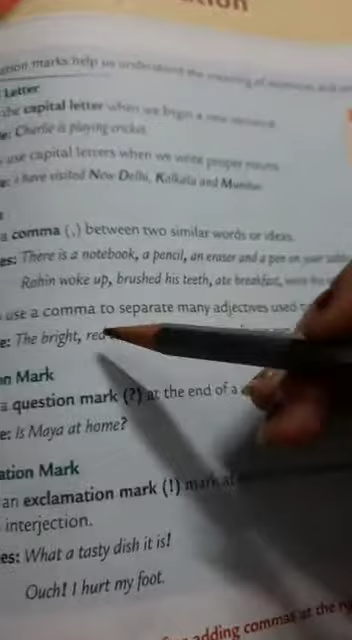 tion
tion marks help us understand the meaning of sentences and
Letter
the capital letter when we begin a new sentence
e: Charlie is playing cricket.
use capital letters when we write proper nouns
e: I have visited New Delhi, Kolkata and Mumbai
a comma (,) between two similar words or ideas.
es: There is a notebook, a pencil, an eraser and a pen on your
Rohin woke up, brushed his teeth, ate breakfast,
use a comma to separate many adjectives used
e: The bright, red
n Mark
a question mark (?) at the end of a
e: Is Maya at home?
ation Mark
an exclamation mark (!) mark at
interjection.
es: What a tasty dish it is!
Ouch! I hurt my foot.
adding commas at the